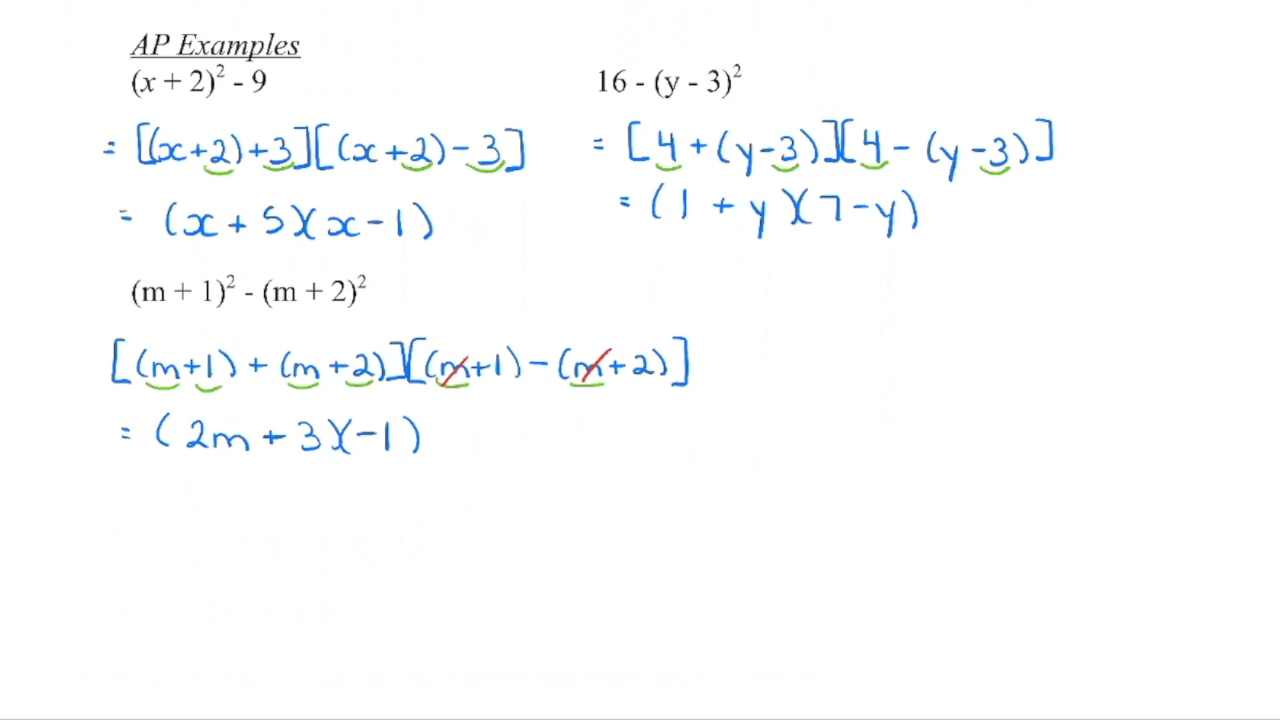 AP Examples
(x + 2)² - 9
= [(x+2)+3][(x+2)-3]
= (x + 5)(x - 1)
16 - (y - 3)²
= [4 + (y-3)][4 - (y-3)]
= (1 + y)(7 - y)
(m + 1)² - (m + 2)²
[(m+1) + (m+2)][(m+1) - (m+2)]
= (2m + 3)(-1)